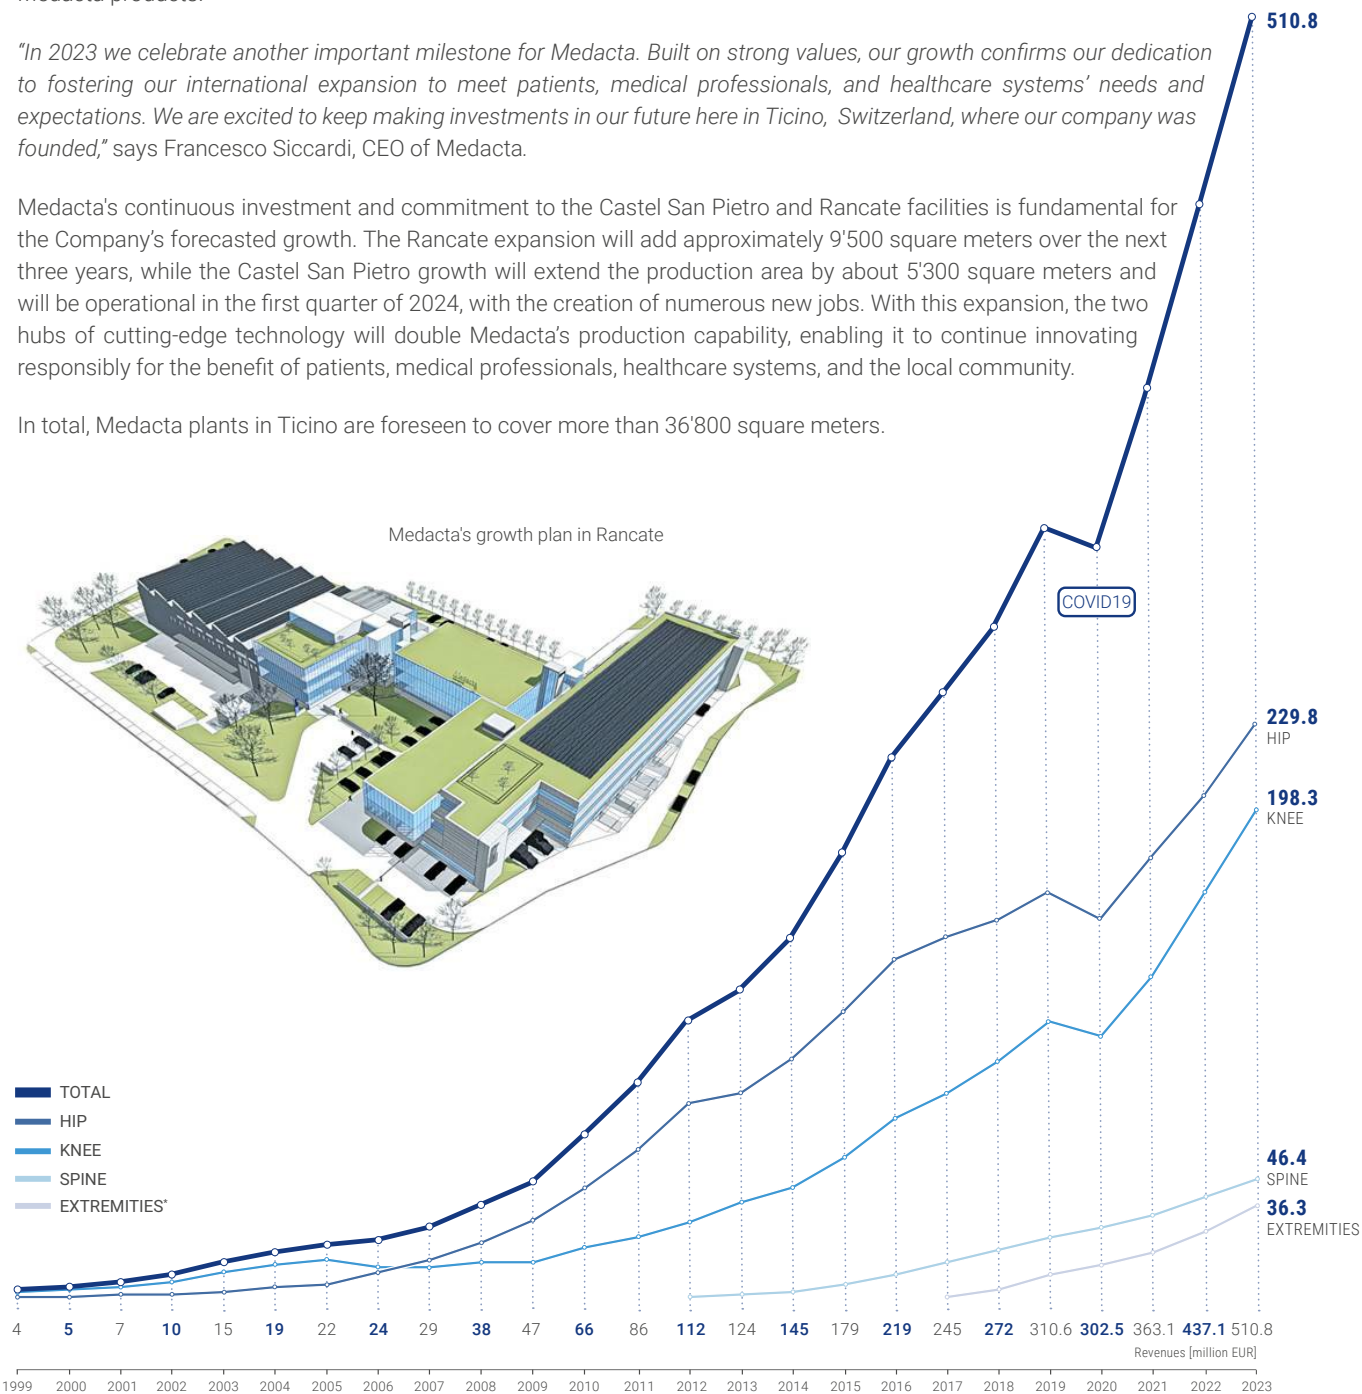 Medacta products.
510.8
“In 2023 we celebrate another important milestone for Medacta. Built on strong values, our growth confirms our dedication
to fostering our international expansion to meet patients, medical professionals, and healthcare systems’ needs and
expectations. We are excited to keep making investments in our future here in Ticino, Switzerland, where our company was
founded,” says Francesco Siccardi, CEO of Medacta.
Medacta's continuous investment and commitment to the Castel San Pietro and Rancate facilities is fundamental for
the Company’s forecasted growth. The Rancate expansion will add approximately 9'500 square meters over the next
three years, while the Castel San Pietro growth will extend the production area by about 5'300 square meters and
will be operational in the first quarter of 2024, with the creation of numerous new jobs. With this expansion, the two
hubs of cutting-edge technology will double Medacta’s production capability, enabling it to continue innovating
responsibly for the benefit of patients, medical professionals, healthcare systems, and the local community.
In total, Medacta plants in Ticino are foreseen to cover more than 36'800 square meters.
Medacta's growth plan in Rancate
COVID19
229.8
HIP
198.3
KNEE
TOTAL
HIP
KNEE
SPINE
EXTREMITIES*
46.4
SPINE
36.3
EXTREMITIES
4 5 7 10 15 19 22 24 29 38 47 66 86 112 124 145 179 219 245 272 310.6 302.5 363.1 437.1 510.8
Revenues [million EUR]
1999 2000 2001 2002 2003 2004 2005 2006 2007 2008 2009 2010 2011 2012 2013 2014 2015 2016 2017 2018 2019 2020 2021 2022 2023